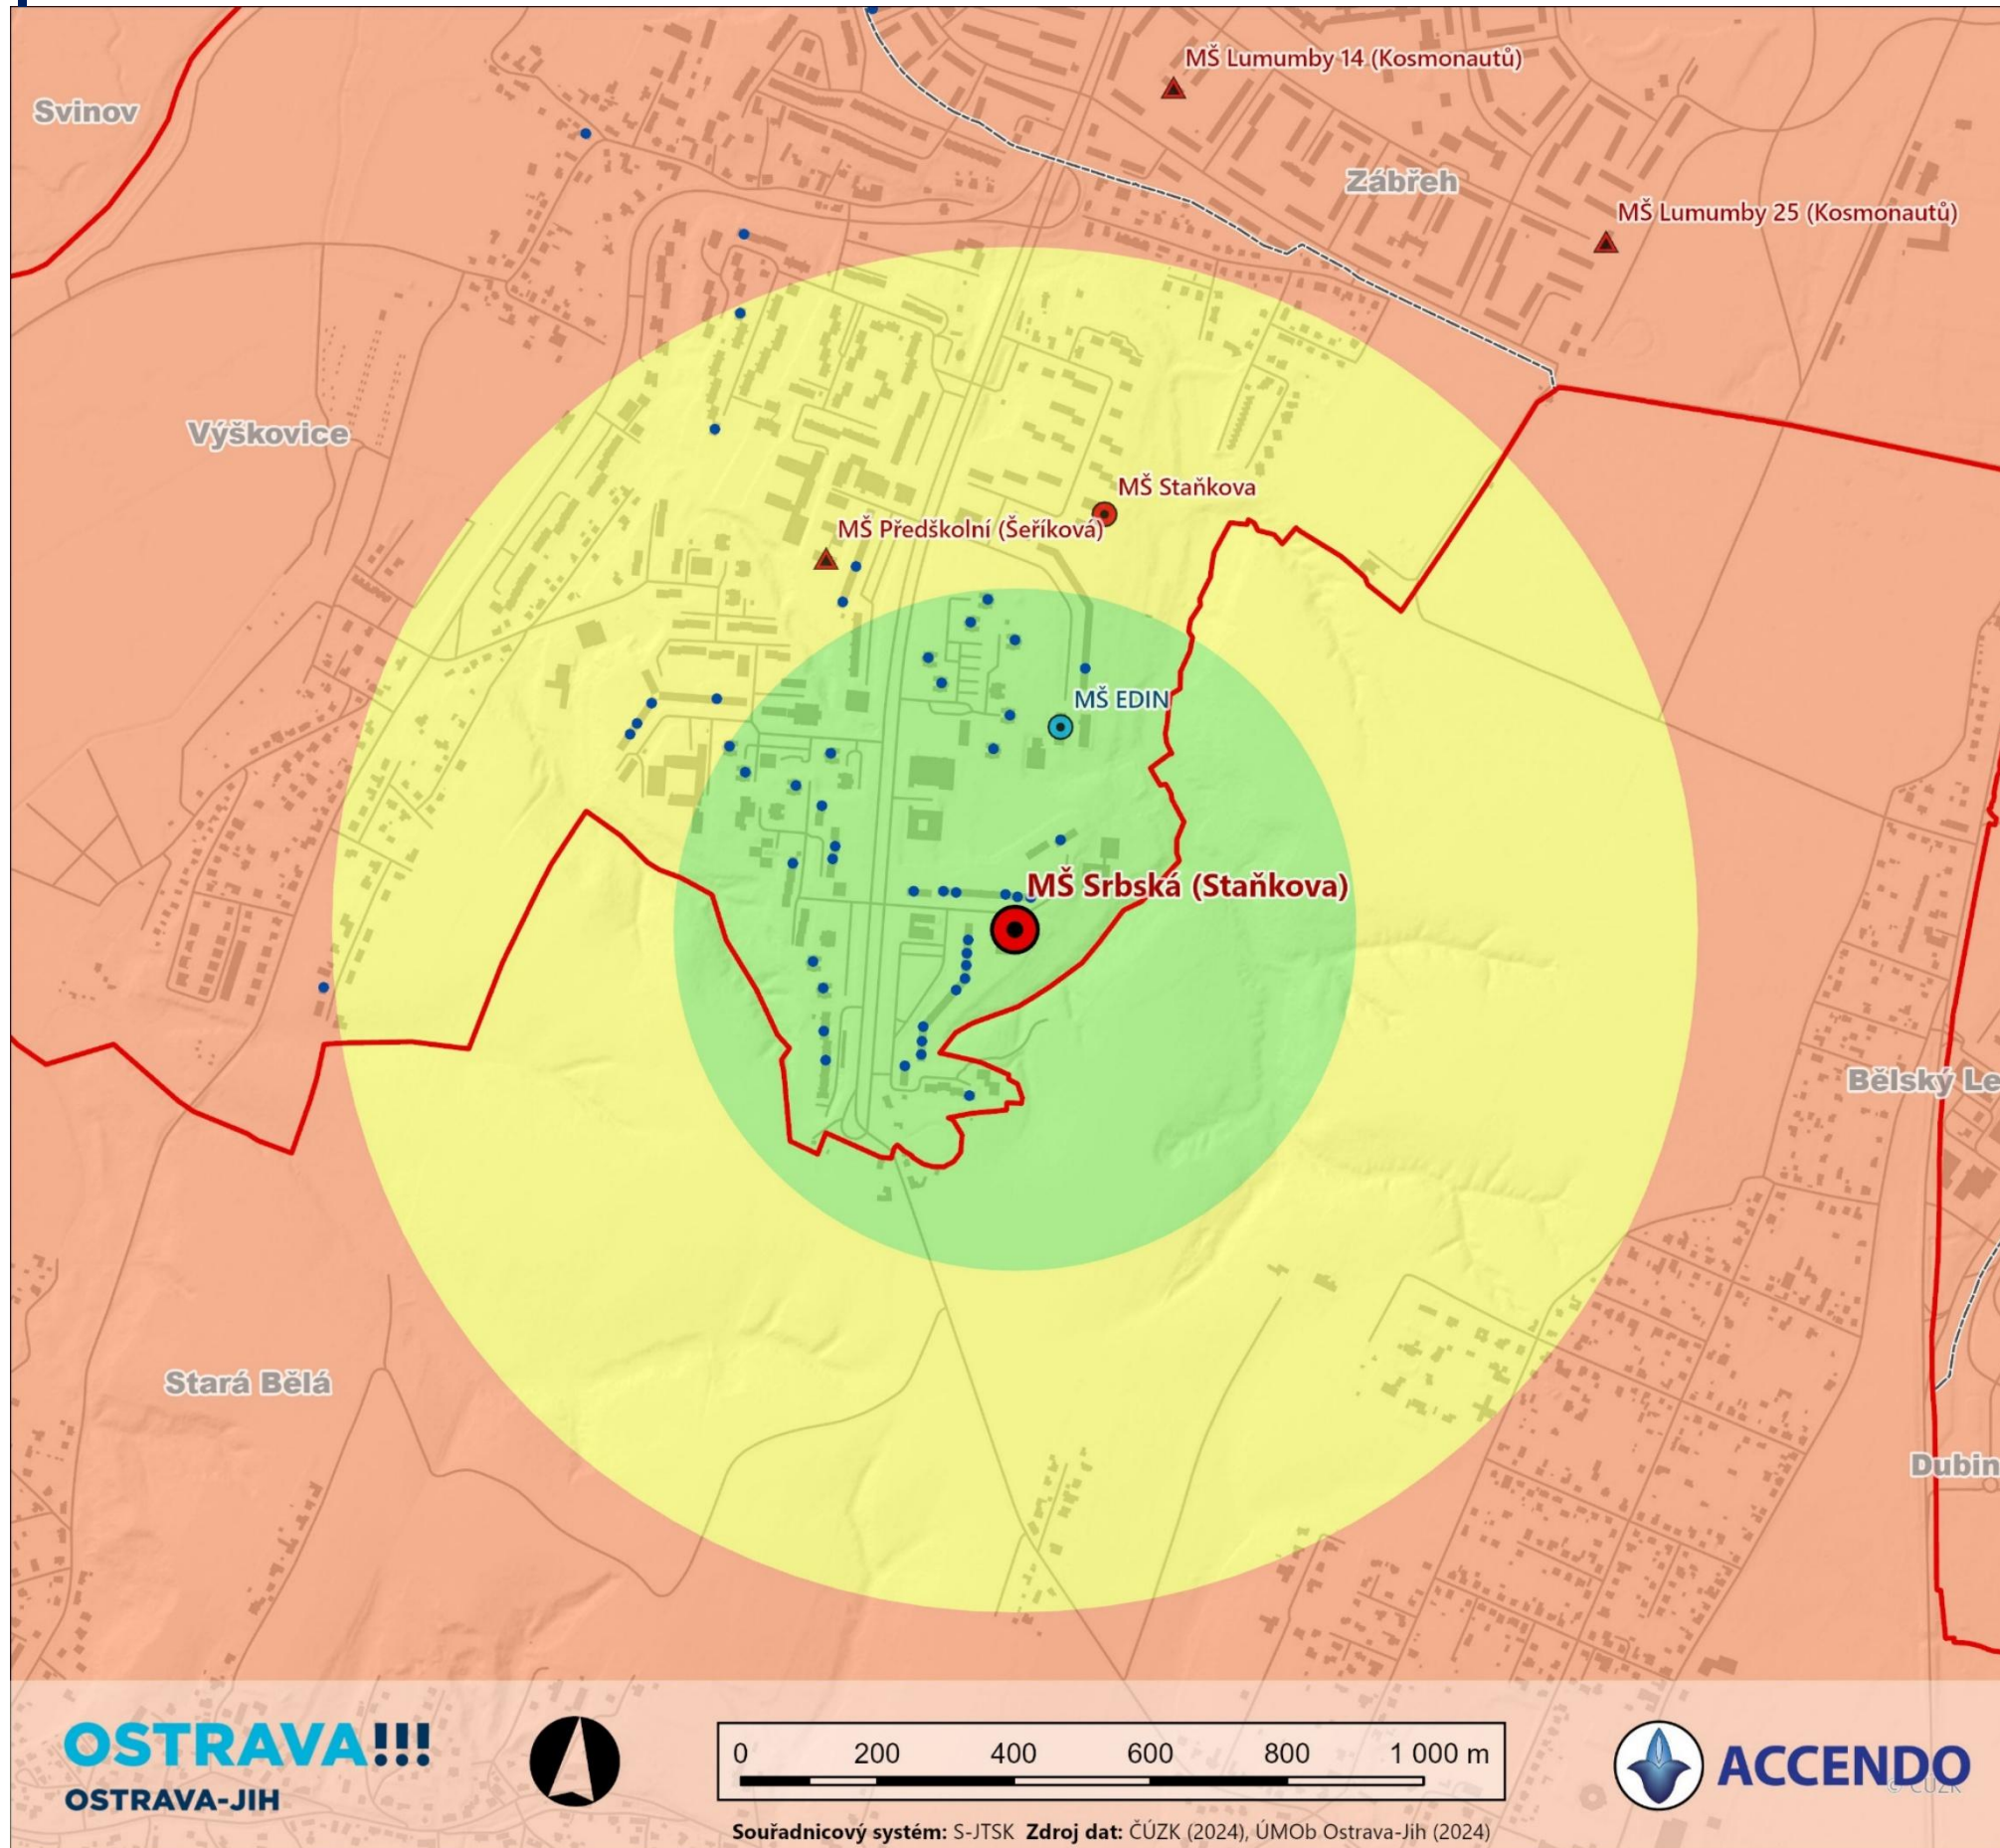 MŠ Lumumby 14 (Kosmonautů)
Svinov
Zábřeh
MŠ Lumumby 25 (Kosmonautů)
Výškovice
MŠ Staňkova
MŠ Předškolní (Šeříková)
MŠ EDIN
MŠ Srbská (Staňkova)
Bělský Le
Stará Bělá
Dubin
OSTRAVA!!!
OSTRAVA-JIH
0 200 400 600 800 1 000 m
ACCENDO
© ČÚZK
Souřadnicový systém: S-JTSK Zdroj dat: ČÚZK (2024), ÚMOb Ostrava-Jih (2024)